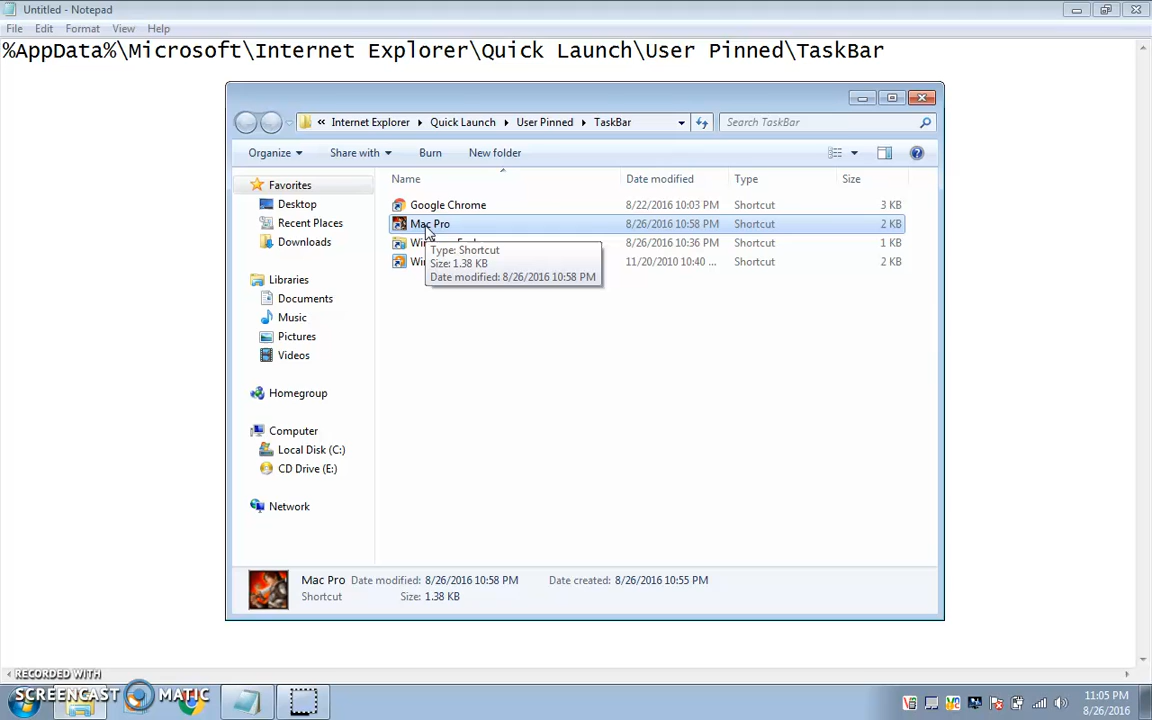 Untitled - Notepad
File Edit Format View Help
%AppData%\Microsoft\Internet Explorer\Quick Launch\User Pinned\TaskBar
« Internet Explorer Quick Launch User Pinned TaskBar Search TaskBar
Organize Share with Burn New folder
Name Date modified Type Size
Favorites
Desktop
Recent Places
Downloads
Libraries
Documents
Music
Pictures
Videos
Homegroup
Computer
Local Disk (C:)
CD Drive (E:)
Network
Google Chrome 8/22/2016 10:03 PM Shortcut 3 KB
Mac Pro 8/26/2016 10:58 PM Shortcut 2 KB
8/26/2016 10:36 PM Shortcut 1 KB
11/20/2010 10:40 ... Shortcut 2 KB
Type: Shortcut
Size: 1.38 KB
Date modified: 8/26/2016 10:58 PM
Mac Pro Date modified: 8/26/2016 10:58 PM Date created: 8/26/2016 10:55 PM
Shortcut Size: 1.38 KB
RECORDED WITH
SCREENCAST MATIC
11:05 PM
8/26/2016